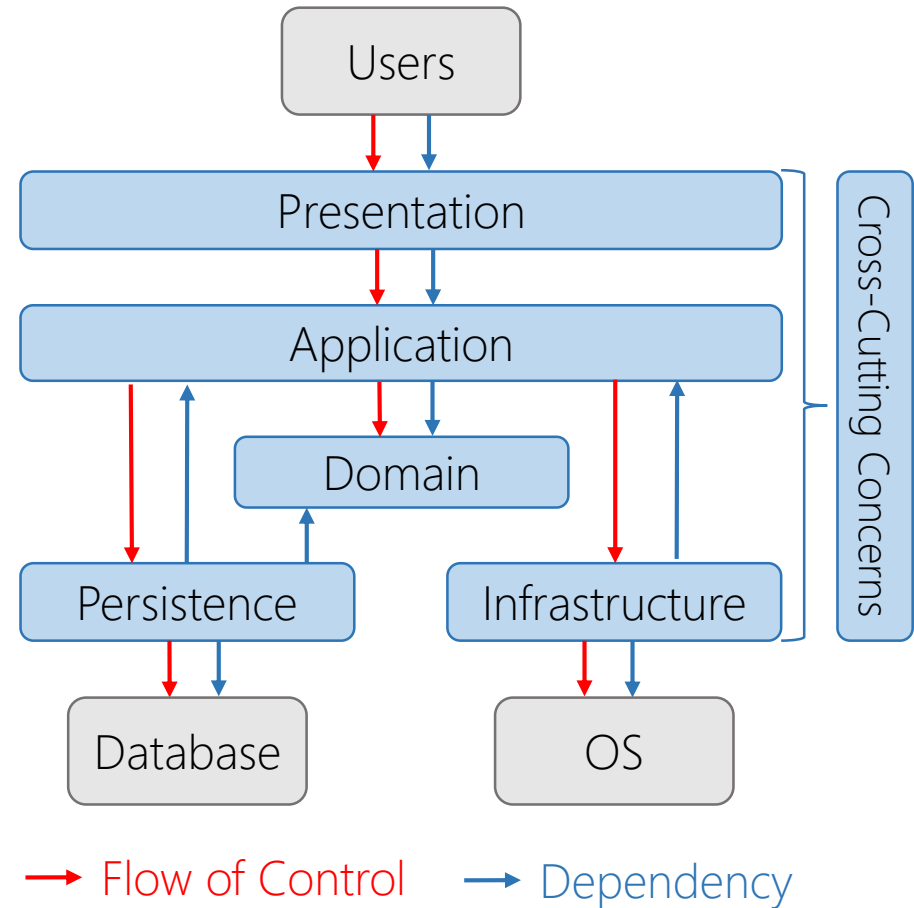 Users
Presentation
Application
Domain
Persistence
Infrastructure
Cross-Cutting Concerns
Database
OS
Flow of Control
Dependency